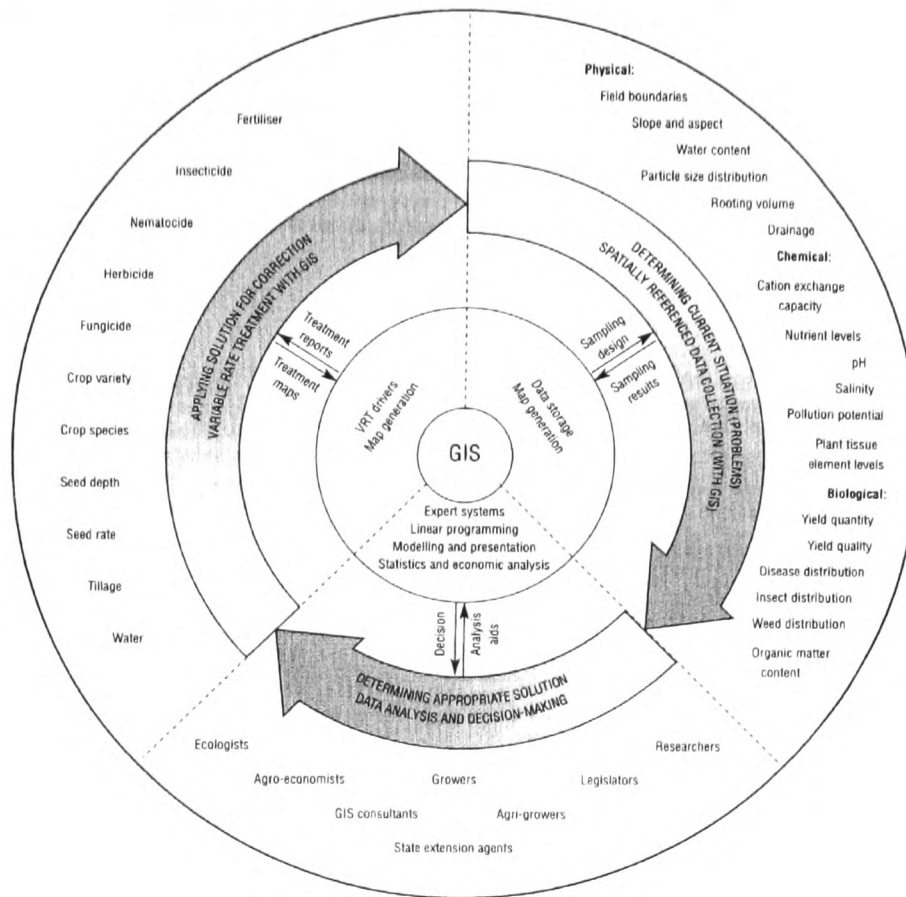 Physical:
Field boundaries
Slope and aspect
Water content
Particle size distribution
Rooting volume
Drainage
Chemical:
Cation exchange
capacity
Nutrient levels
pH
Salinity
Pollution potential
Plant tissue
element levels
Biological:
Yield quantity
Yield quality
Disease distribution
Insect distribution
Weed distribution
Organic matter
content
DETERMINING CURRENT SITUATION (PROBLEMS)
SPATIALLY REFERENCED DATA COLLECTION (WITH GIS)
Sampling
design
Sampling
results
Data storage
Map generation
GIS
Expert systems
Linear programming
Modelling and presentation
Statistics and economic analysis
Decision
Analysis
aids
DETERMINING APPROPRIATE SOLUTION
DATA ANALYSIS AND DECISION-MAKING
Researchers
Legislators
Agri-growers
Growers
State extension agents
GIS consultants
Agro-economists
Ecologists
Fertiliser
Insecticide
Nematocide
Herbicide
Fungicide
Crop variety
Crop species
Seed depth
Seed rate
Tillage
Water
APPLYING SOLUTION FOR CORRECTION
VARIABLE RATE TREATMENT WITH GIS
Treatment
reports
Treatment
maps
VRT drivers
Map generation